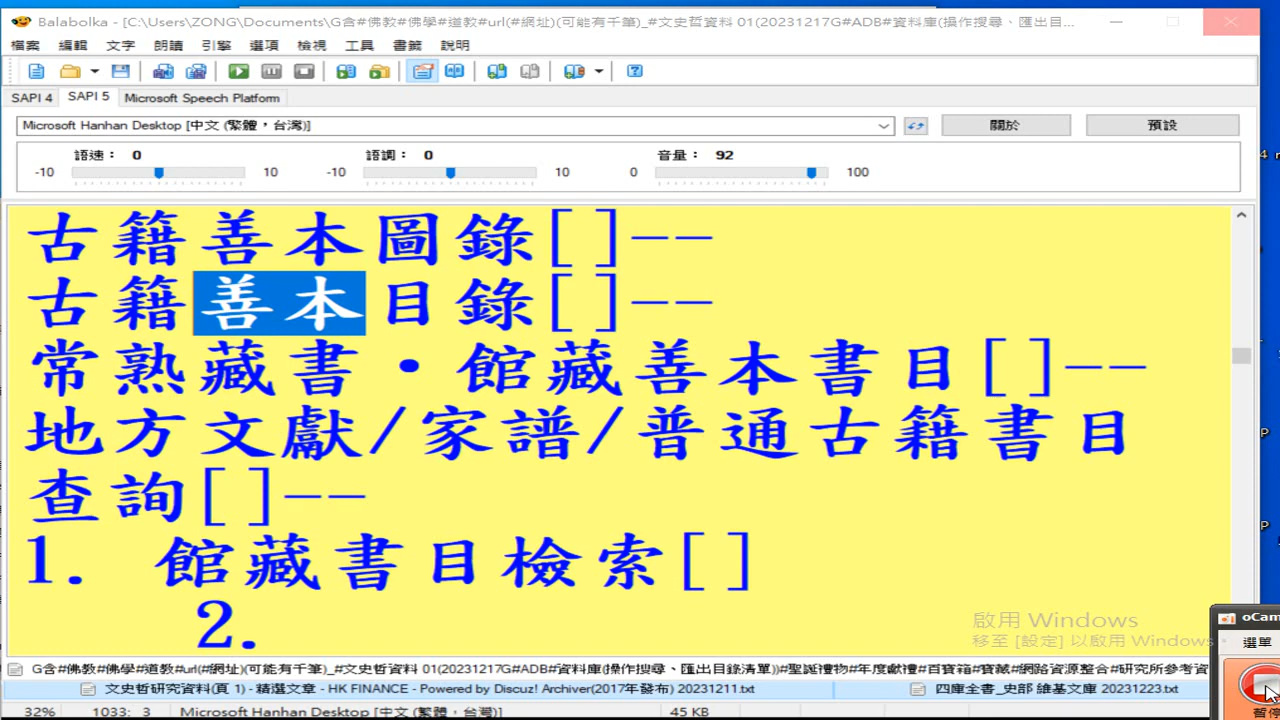 Balabolka - [C:\Users\ZONG\Documents\G含#佛教#佛學#道教#url(#網址)(可能有千筆)_#文史哲資料 01(20231217G#ADB#資料庫(操作搜尋、匯出目...
檔案 編輯 文字 朗讀 引擎 選項 檢視 工具 書籤 說明
SAPI 4 SAPI 5 Microsoft Speech Platform
Microsoft Hanhan Desktop [中文 (繁體，台灣)] 關於 預設
語速： 0 語調： 0 音量： 92
-10 10 -10 10 0 100
古籍善本圖錄[]--
古籍善本目錄[]--
常熟藏書·館藏善本書目[]--
地方文獻/家譜/普通古籍書目
查詢[]--
1. 館藏書目檢索[]
2.
啟用 Windows
移至 [設定] 以啟用 Windows。
oCam
選單
暫停
G含#佛教#佛學#道教#url(#網址)(可能有千筆)_#文史哲資料 01(20231217G#ADB#資料庫(操作搜尋、匯出目錄清單))#聖誕禮物#年度獻禮#百寶箱#寶藏#網路資源整合#研究所參考資
文史哲研究資料(頁 1) - 精選文章 - HK FINANCE - Powered by Discuz! Archiver(2017年發布) 20231211.txt
四庫全書_史部 維基文庫 20231223.txt
32% 1033: 3 Microsoft Hanhan Desktop [中文 (繁體，台灣)] 45 KB